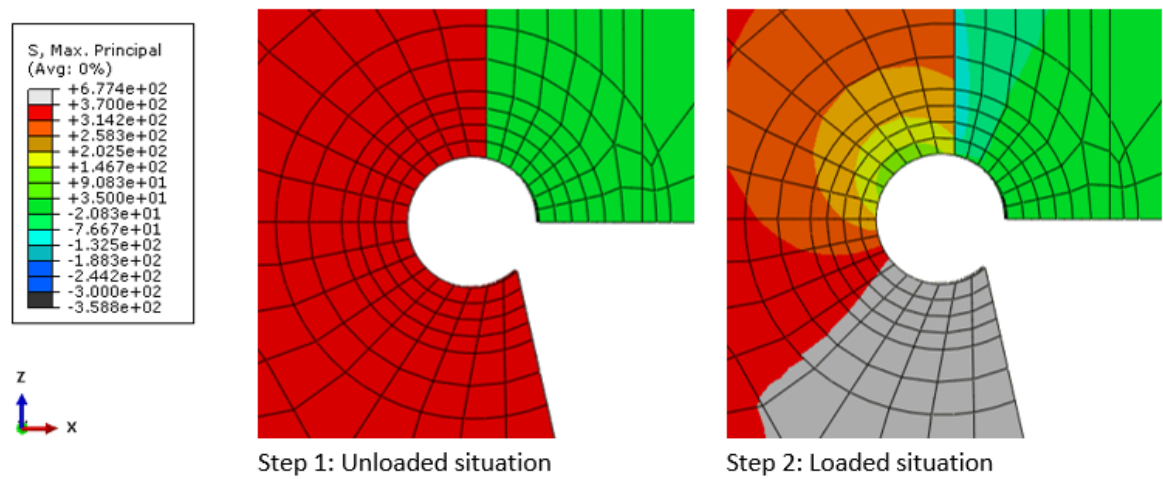 S, Max. Principal
(Avg: 0%)
+6.774e+02
+3.700e+02
+3.142e+02
+2.583e+02
+2.025e+02
+1.467e+02
+9.083e+01
+3.500e+01
-2.083e+01
-7.667e+01
-1.325e+02
-1.883e+02
-2.442e+02
-3.000e+02
-3.588e+02
Z
X
Step 1: Unloaded situation
Step 2: Loaded situation